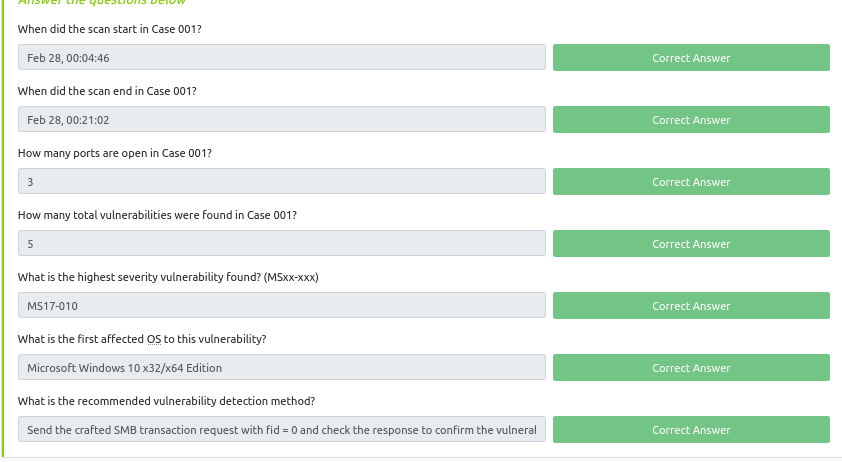 Answer the questions below
When did the scan start in Case 001?
Feb 28, 00:04:46
Correct Answer
When did the scan end in Case 001?
Feb 28, 00:21:02
Correct Answer
How many ports are open in Case 001?
3
Correct Answer
How many total vulnerabilities were found in Case 001?
5
Correct Answer
What is the highest severity vulnerability found? (MSxx-xxx)
MS17-010
Correct Answer
What is the first affected OS to this vulnerability?
Microsoft Windows 10 x32/x64 Edition
Correct Answer
What is the recommended vulnerability detection method?
Send the crafted SMB transaction request with fid = 0 and check the response to confirm the vulneral
Correct Answer